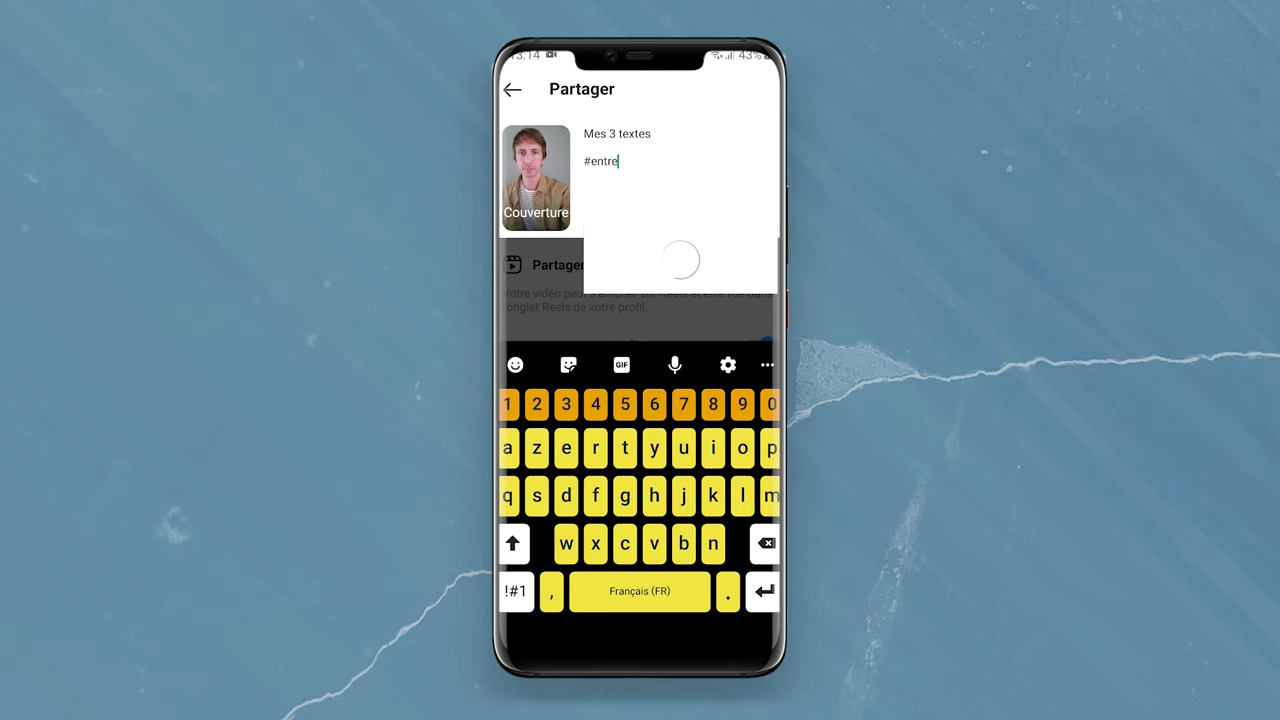 13:14 43%
Partager
Mes 3 textes
#entre
Couverture
Partager
Votre vidéo peut s'afficher sur Reels et être vue dans
l'onglet Reels de votre profil.
GIF
1 2 3 4 5 6 7 8 9 0
a z e r t y u i o p
q s d f g h j k l m
w x c v b n
!#1 , Français (FR) .